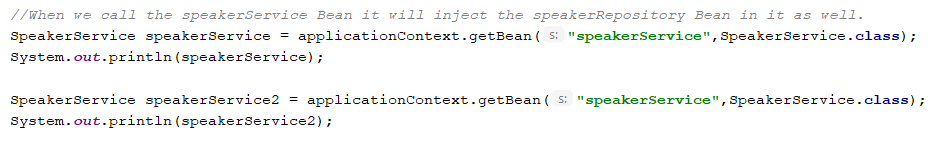 //When we call the speakerService Bean it will inject the speakerRepository Bean in it as well.
SpeakerService speakerService = applicationContext.getBean( s: "speakerService",SpeakerService.class);
System.out.println(speakerService);
SpeakerService speakerService2 = applicationContext.getBean( s: "speakerService",SpeakerService.class);
System.out.println(speakerService2);